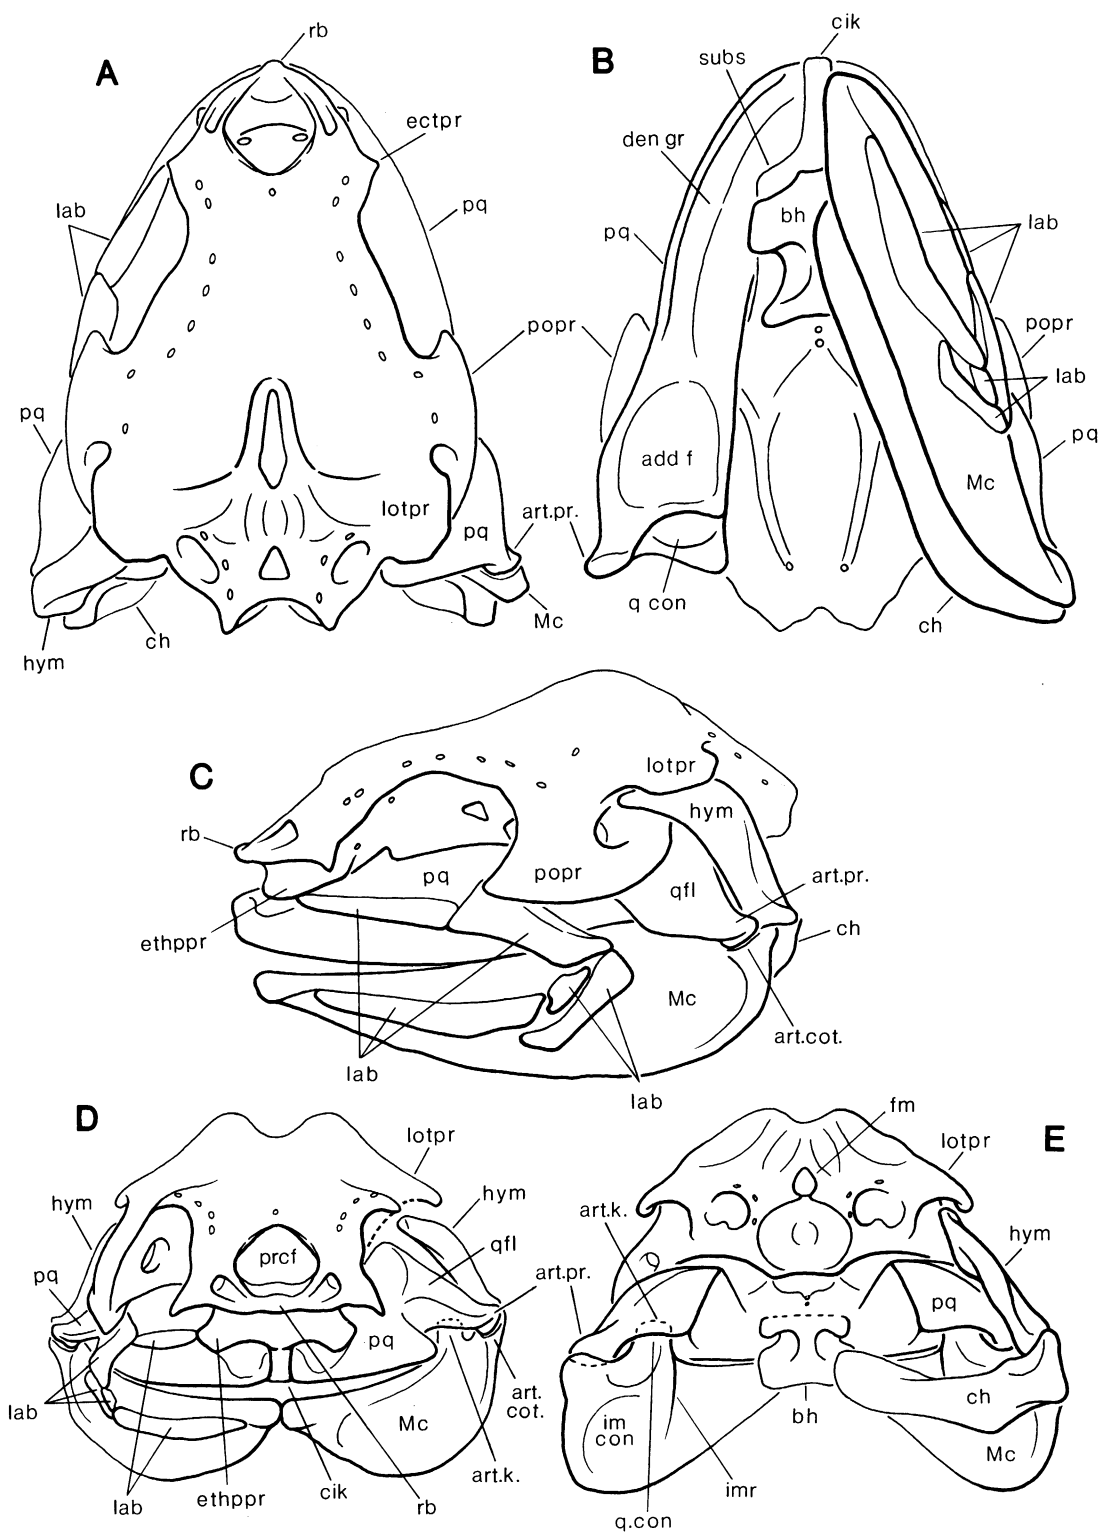 A
rb
ectpr
lab
pq
popr
pq
lotpr
pq
art.pr.
hym
ch
Mc
B
cik
subs
den gr
bh
pq
lab
popr
lab
add f
pq
Mc
q con
ch
C
lotpr
hym
rb
pq
popr
qfl
art.pr.
ethppr
ch
Mc
art.cot.
lab
lab
D
lotpr
hym
hym
prcf
qfl
pq
art.pr.
pq
lab
Mc
art.
cot.
art.k.
lab
ethppr
cik
rb
E
fm
lotpr
art.k.
hym
pq
im
con
bh
ch
Mc
imr
q.con